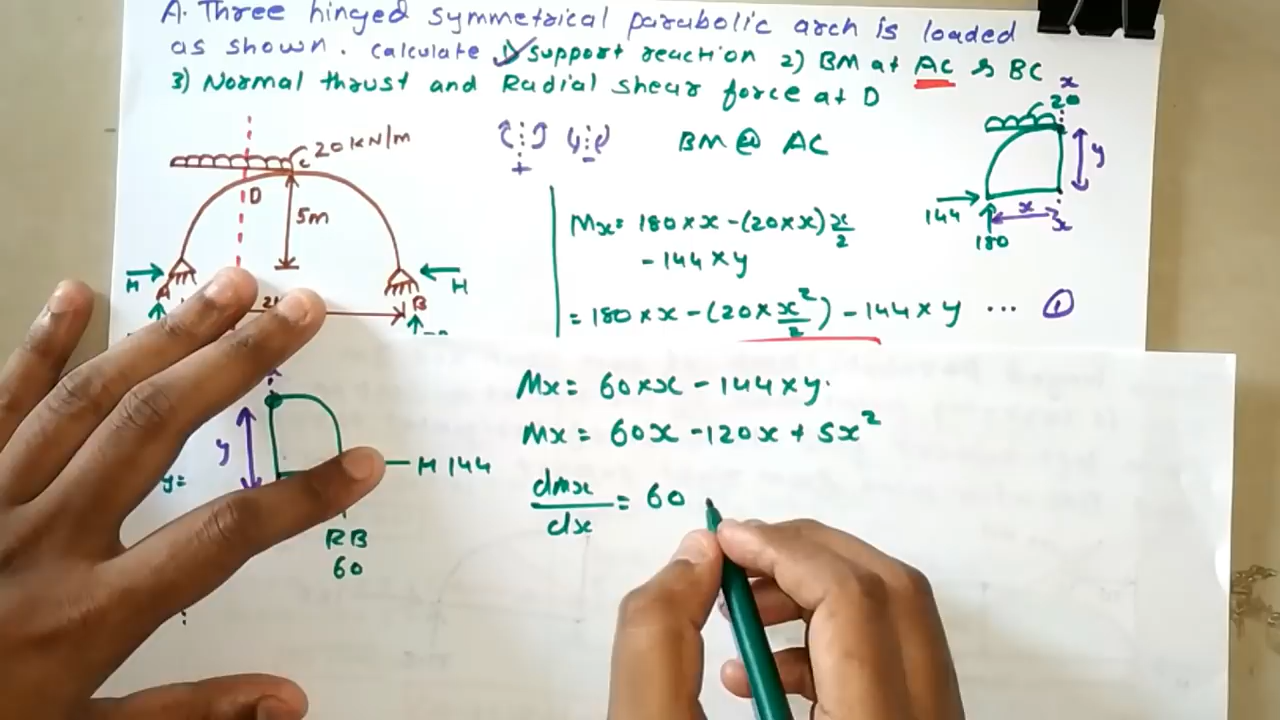 A. Three hinged symmetrical parabolic arch is loaded
as shown. calculate 1) support reaction 2) BM at AC & BC
3) Normal thrust and Radial shear force at D
20 kN/m
C
D
5m
H
H
A
B
BM @ AC
Mx = 180 × x - (20 × x) x/2
- 144 × y
= 180 × x - (20 × x²/2) - 144 × y ... ①
x
C 20
y
144
x
x
180
+
-
Mx = 60 × x - 144 × y.
Mx = 60x - 120x + 5x²
dmx/dx = 60
y
y =
H 144
RB
60